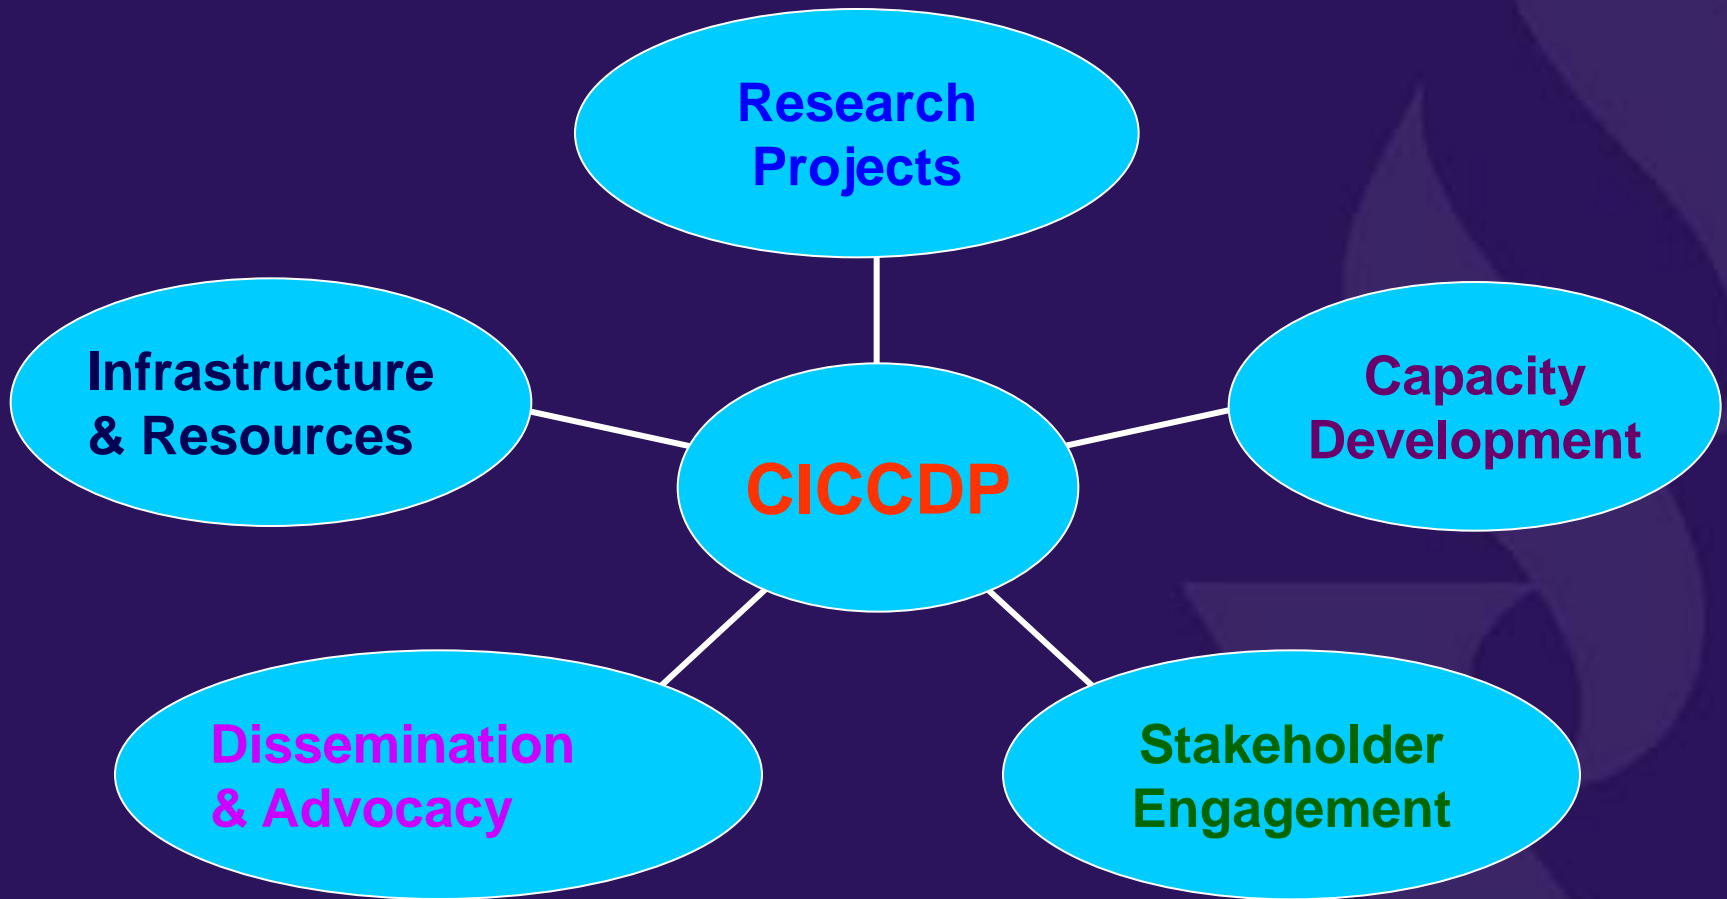 Research
Projects
Infrastructure
& Resources
Capacity
Development
CICCDP
Dissemination
& Advocacy
Stakeholder
Engagement